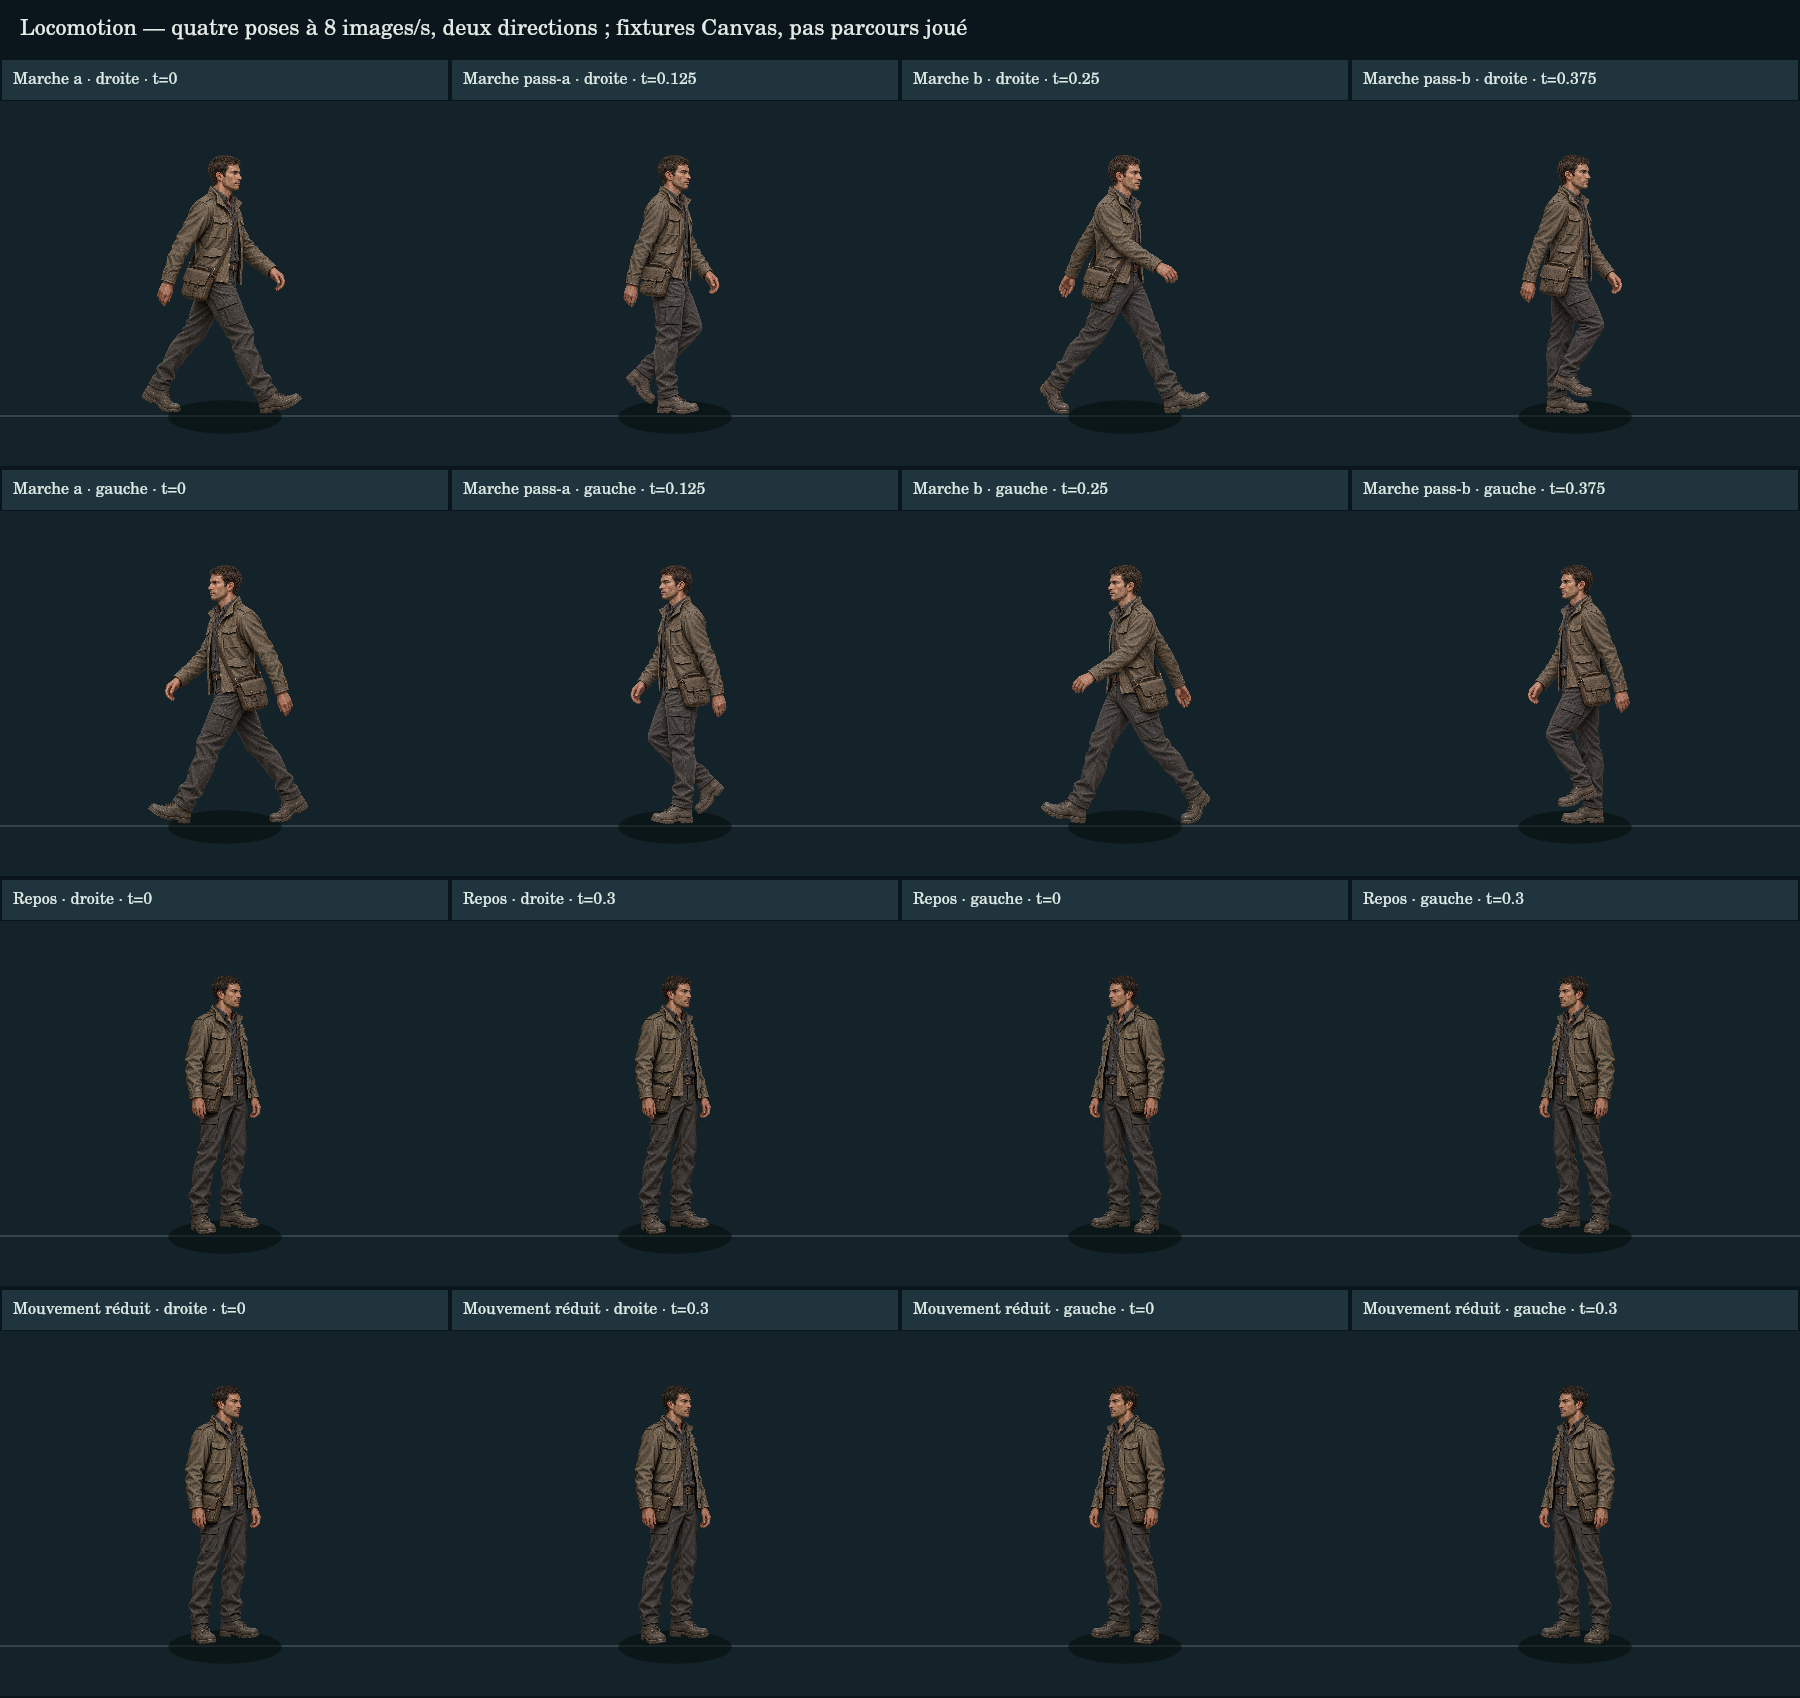 Locomotion — quatre poses à 8 images/s, deux directions ; fixtures Canvas, pas parcours joué
Marche a · droite · t=0
Marche pass-a · droite · t=0.125
Marche b · droite · t=0.25
Marche pass-b · droite · t=0.375
Marche a · gauche · t=0
Marche pass-a · gauche · t=0.125
Marche b · gauche · t=0.25
Marche pass-b · gauche · t=0.375
Repos · droite · t=0
Repos · droite · t=0.3
Repos · gauche · t=0
Repos · gauche · t=0.3
Mouvement réduit · droite · t=0
Mouvement réduit · droite · t=0.3
Mouvement réduit · gauche · t=0
Mouvement réduit · gauche · t=0.3